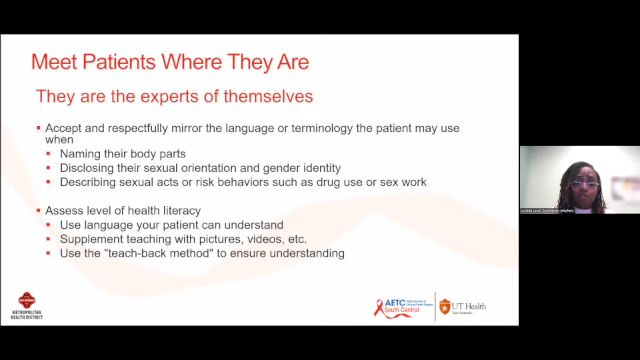 Meet Patients Where They Are
They are the experts of themselves
▪ Accept and respectfully mirror the language or terminology the patient may use
when
▪ Naming their body parts
▪ Disclosing their sexual orientation and gender identity
▪ Describing sexual acts or risk behaviors such as drug use or sex work
▪ Assess level of health literacy
▪ Use language your patient can understand
▪ Supplement teaching with pictures, videos, etc.
▪ Use the "teach-back method" to ensure understanding
METROPOLITAN
HEALTH DISTRICT
AETC
South Central
UT Health
San Antonio